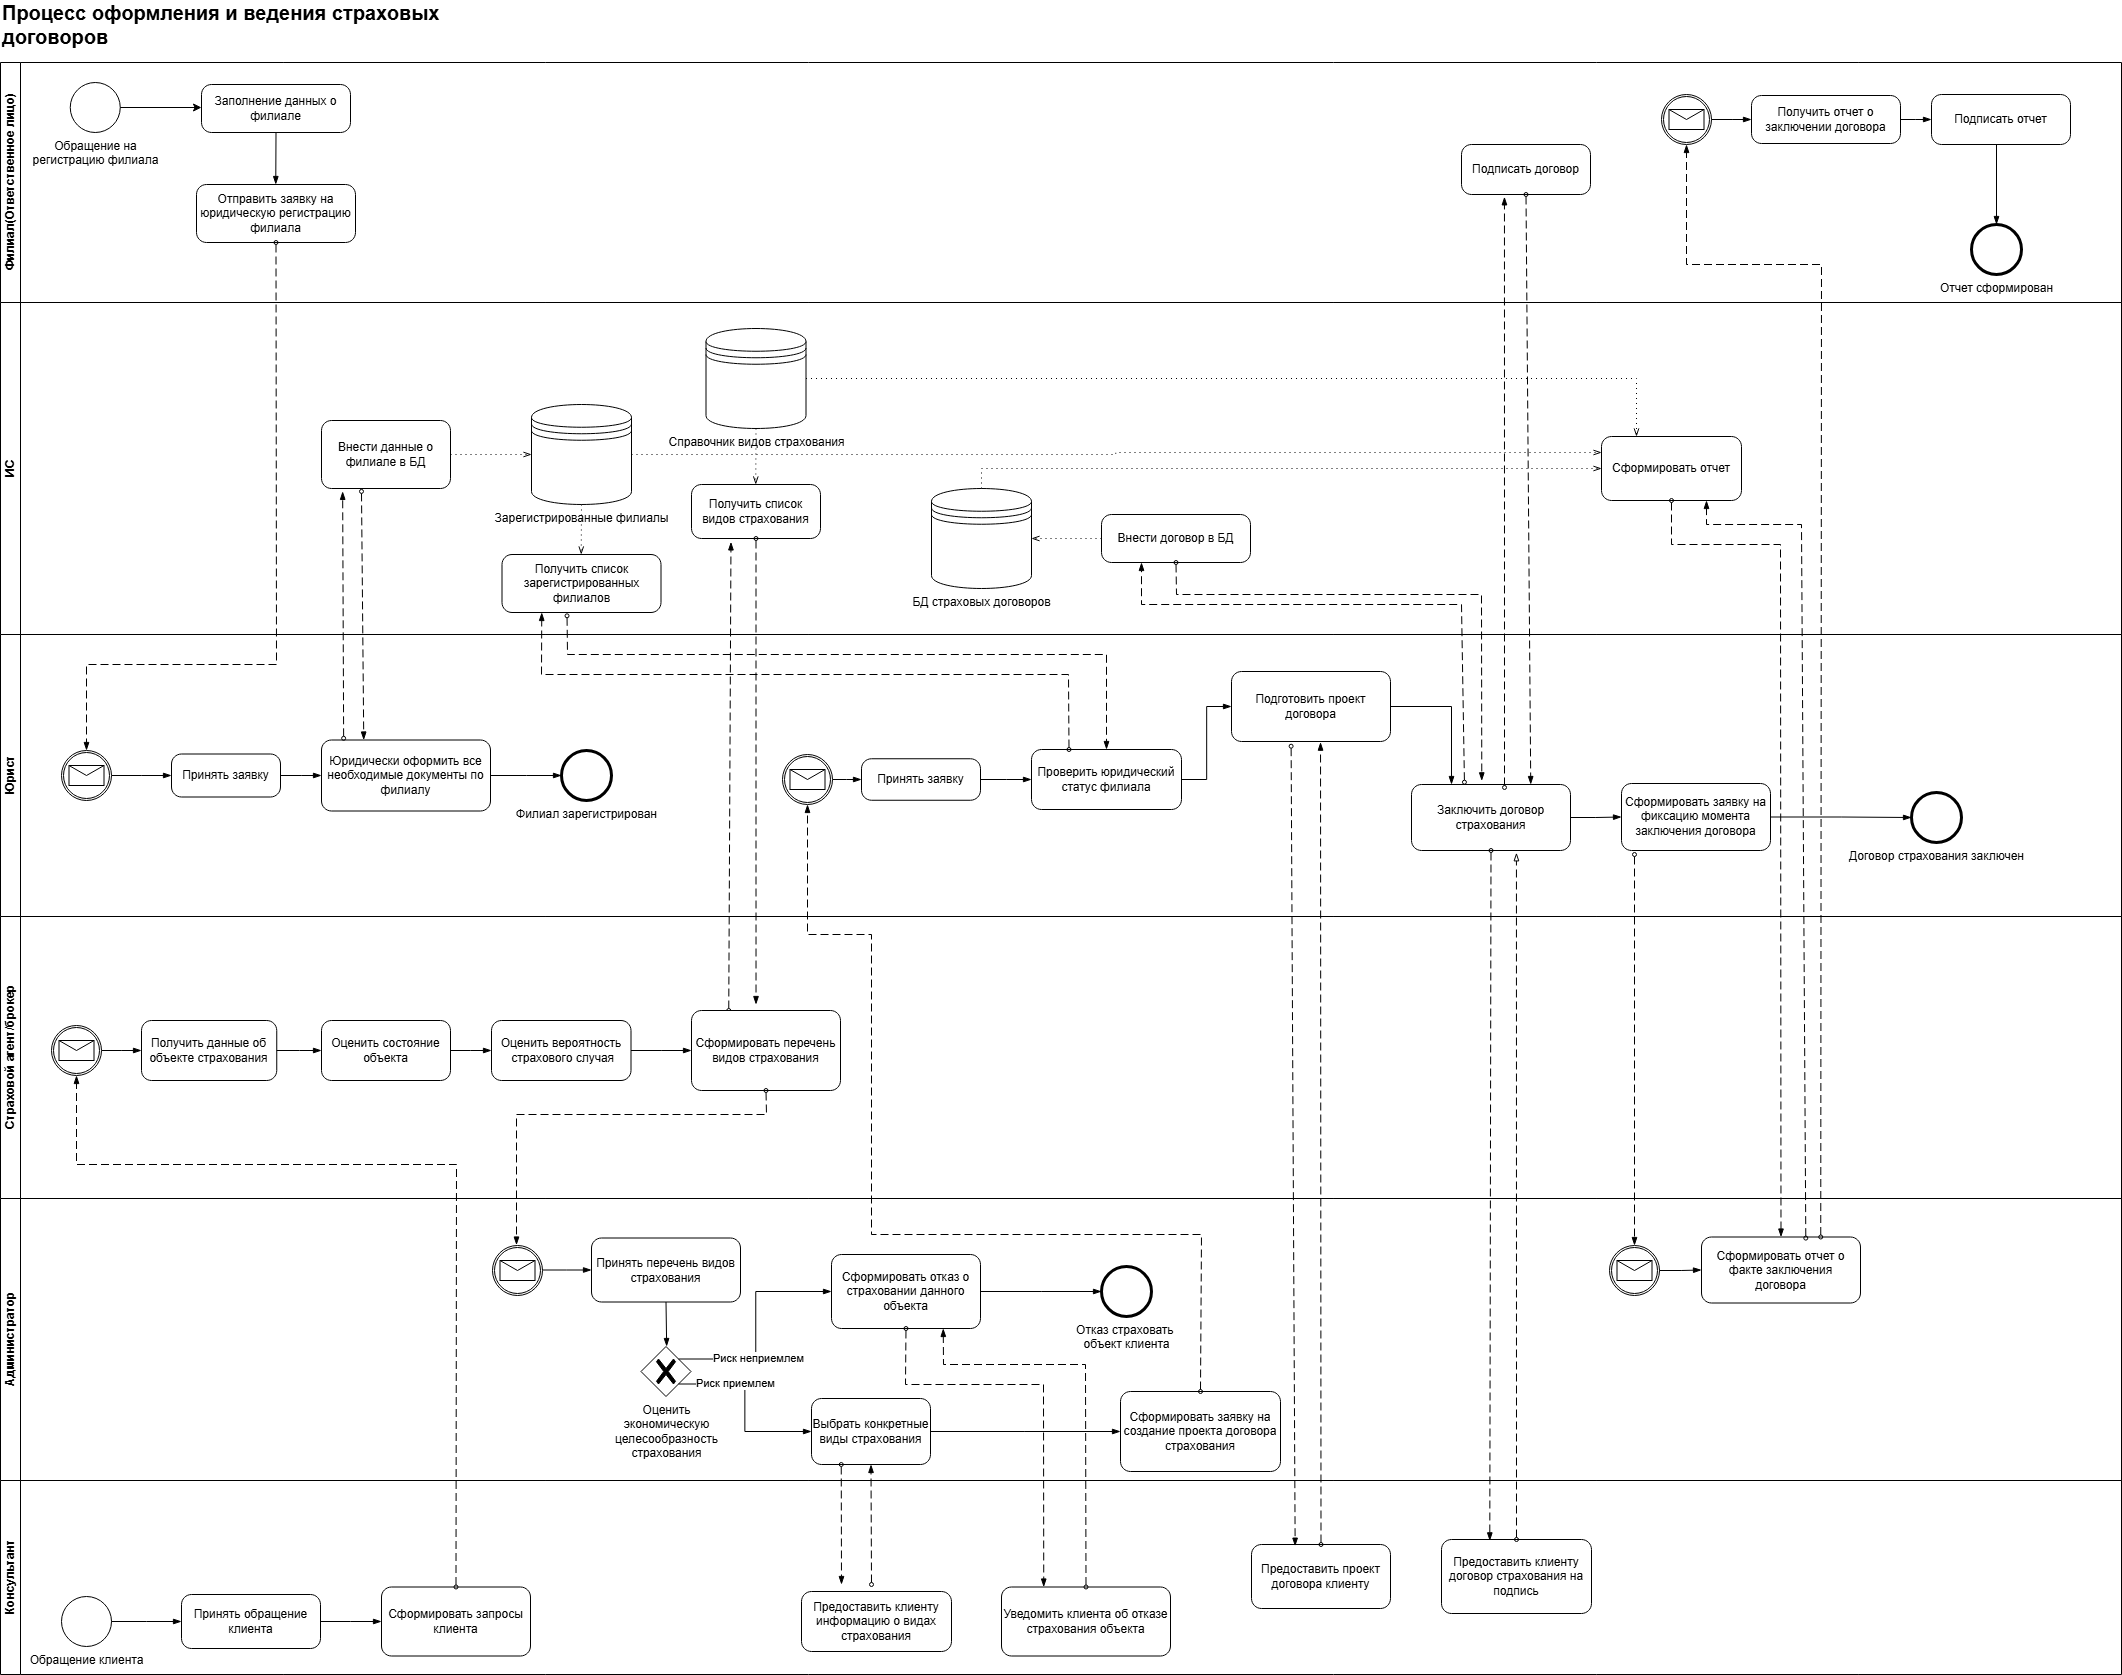 Процесс оформления и ведения страховых
договоров
Филиал(Ответственное лицо)
Обращение на
регистрацию филиала
Заполнение данных о
филиале
Отправить заявку на
юридическую регистрацию
филиала
Подписать договор
Получить отчет о
заключении договора
Подписать отчет
Отчет сформирован
ИС
Внести данные о
филиале в БД
Зарегистрированные филиалы
Получить список
зарегистрированных
филиалов
Справочник видов страхования
Получить список
видов страхования
БД страховых договоров
Внести договор в БД
Сформировать отчет
Юрист
Принять заявку
Юридически оформить все
необходимые документы по
филиалу
Филиал зарегистрирован
Принять заявку
Проверить юридический
статус филиала
Подготовить проект
договора
Заключить договор
страхования
Сформировать заявку на
фиксацию момента
заключения договора
Договор страхования заключен
Страховой агент/брокер
Получить данные об
объекте страхования
Оценить состояние
объекта
Оценить вероятность
страхового случая
Сформировать перечень
видов страхования
Администратор
Принять перечень видов
страхования
Риск неприемлем
Риск приемлем
Оценить
экономическую
целесообразность
страхования
Сформировать отказ о
страховании данного
объекта
Отказ страховать
объект клиента
Выбрать конкретные
виды страхования
Сформировать заявку на
создание проекта договора
страхования
Сформировать отчет о
факте заключения
договора
Консультант
Обращение клиента
Принять обращение
клиента
Сформировать запросы
клиента
Предоставить клиенту
информацию о видах
страхования
Уведомить клиента об отказе
страхования объекта
Предоставить проект
договора клиенту
Предоставить клиенту
договор страхования на
подпись